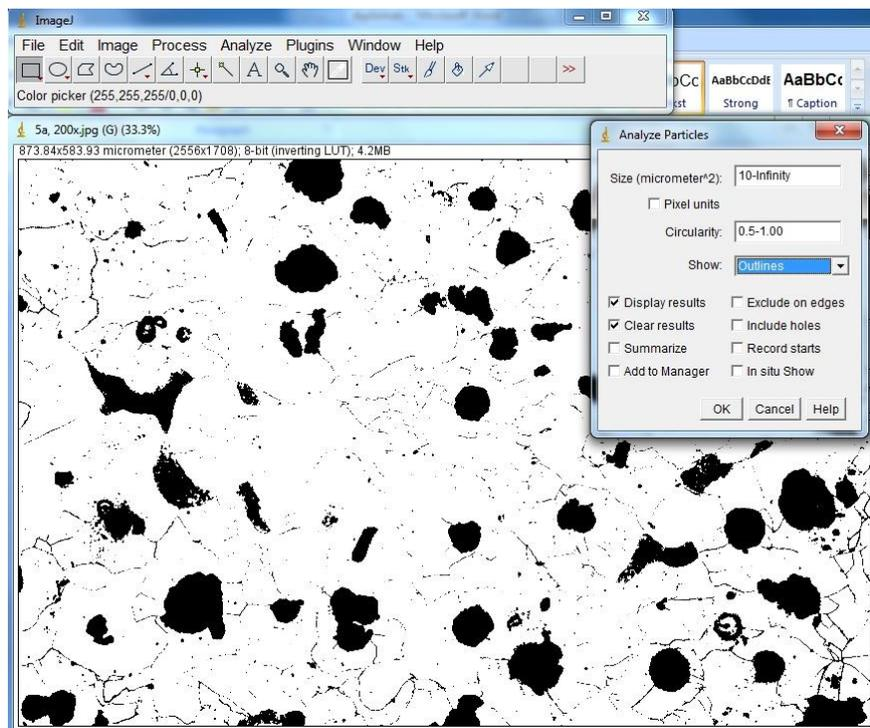 ImageJ
File Edit Image Process Analyze Plugins Window Help
Dev Stk >>
Color picker (255,255,255/0,0,0)
AaBbCcDdE AaBbCc
Strong ¶ Caption
5a, 200x.jpg (G) (33.3%)
873.84x583.93 micrometer (2556x1708); 8-bit (inverting LUT); 4.2MB
Analyze Particles
Size (micrometer^2): 10-Infinity
Pixel units
Circularity: 0.5-1.00
Show: Outlines
Display results Exclude on edges
Clear results Include holes
Summarize Record starts
Add to Manager In situ Show
OK Cancel Help